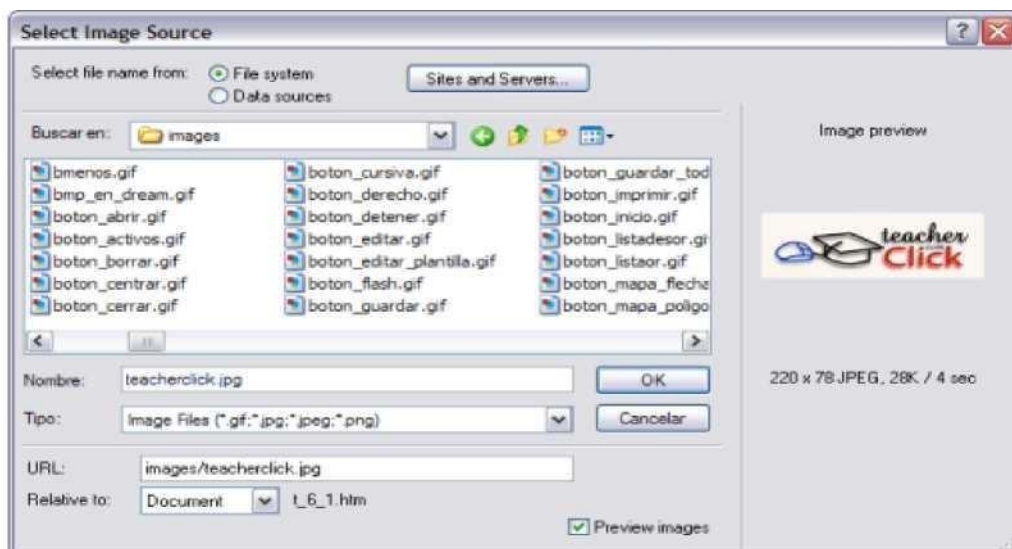 Select Image Source
Select file name from: File system Sites and Servers...
Data sources
Buscar en: images
bmenos.gif boton_cursiva.gif boton_guardar_tod
bmp_en_dream.gif boton_derecho.gif boton_imprimir.gif
boton_abrir.gif boton_detener.gif boton_inicio.gif
boton_activos.gif boton_editar.gif boton_listadesor.gi
boton_borrar.gif boton_editar_plantilla.gif boton_listaor.gif
boton_centrar.gif boton_flash.gif boton_mapa_flecha
boton_cerrar.gif boton_guardar.gif boton_mapa_poligo
Nombre: teacherclick.jpg OK
Tipo: Image Files (*.gif;*.jpg;*.jpeg;*.png) Cancelar
URL: images/teacherclick.jpg
Relative to: Document t_6_1.htm
Preview images
Image preview
teacher
Click
220 x 78 JPEG, 28K / 4 sec